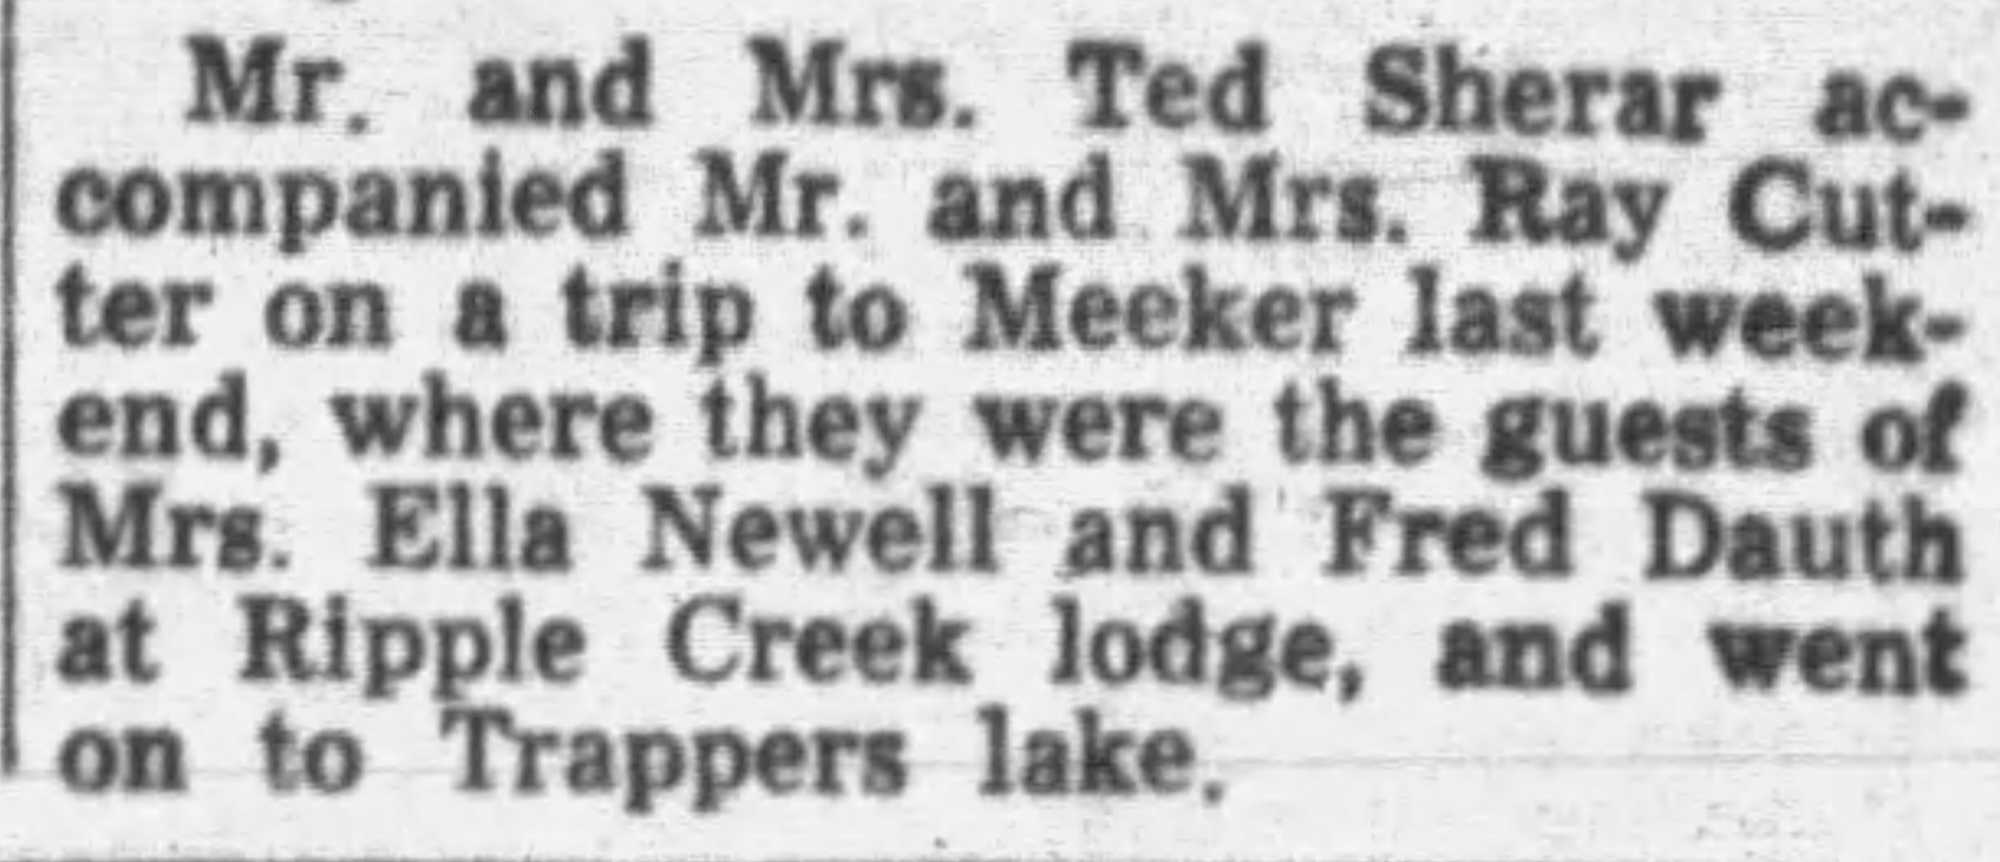 Mr. and Mrs. Ted Sherar ac-
companied Mr. and Mrs. Ray Cut-
ter on a trip to Meeker last week-
end, where they were the guests of
Mrs. Ella Newell and Fred Dauth
at Ripple Creek lodge, and went
on to Trappers lake.